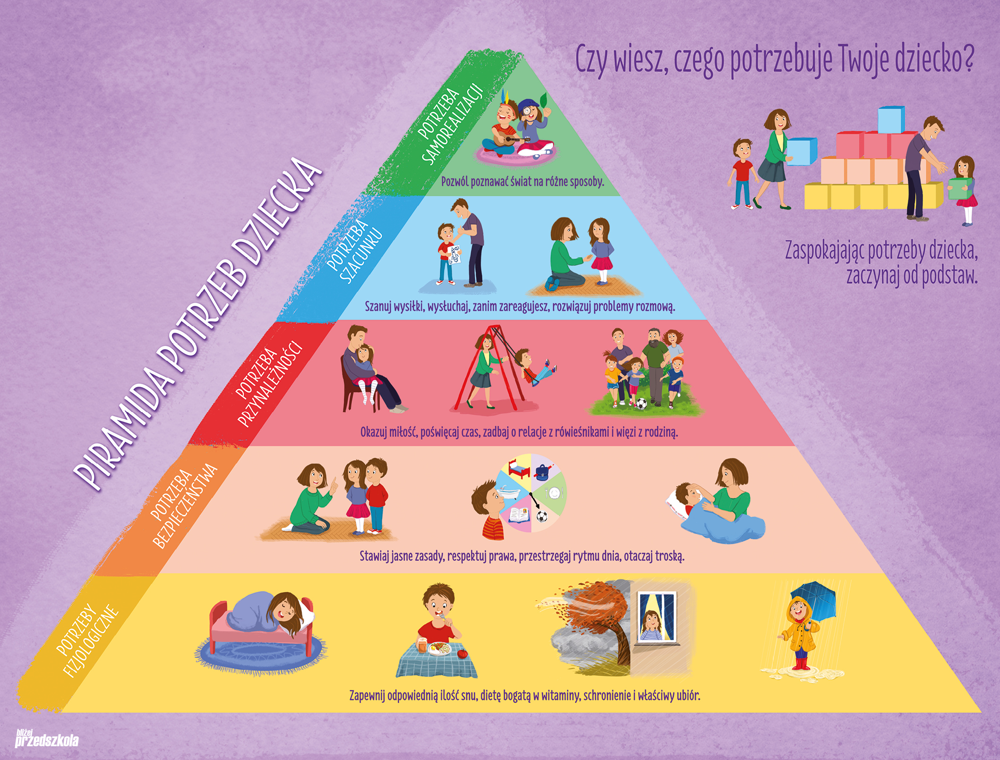 Czy wiesz, czego potrzebuje Twoje dziecko?
Zaspokajając potrzeby dziecka,
zaczynaj od podstaw.
PIRAMIDA POTRZEB DZIECKA
POTRZEBA
SAMOREALIZACJI
Pozwól poznawać świat na różne sposoby.
POTRZEBA
SZACUNKU
Szanuj wysiłki, wysłuchaj, zanim zareagujesz, rozwiązuj problemy rozmową.
POTRZEBA
PRZYNALEŻNOŚCI
Okazuj miłość, poświęcaj czas, zadbaj o relacje z rówieśnikami i więzi z rodziną.
POTRZEBA
BEZPIECZEŃSTWA
Stawiaj jasne zasady, respektuj prawa, przestrzegaj rytmu dnia, otaczaj troską.
POTRZEBY
FIZJOLOGICZNE
Zapewnij odpowiednią ilość snu, dietę bogatą w witaminy, schronienie i właściwy ubiór.
bliżej
przedszkola